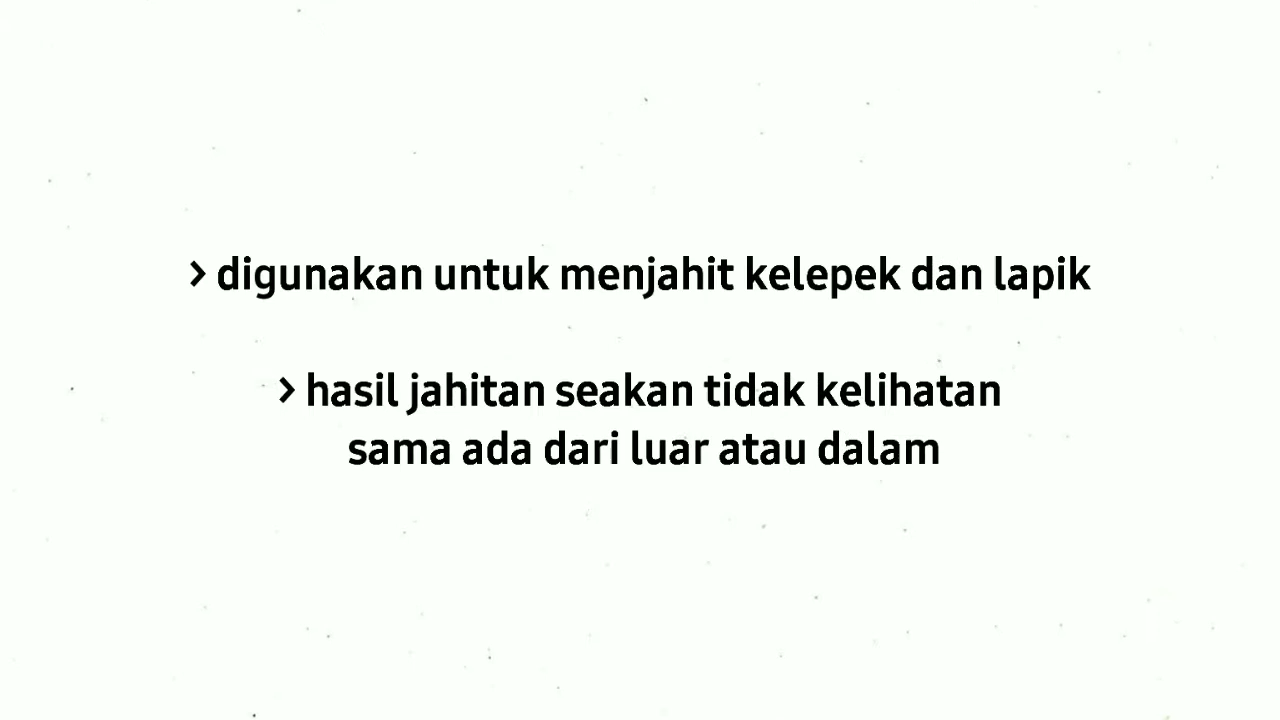 > digunakan untuk menjahit kelepek dan lapik
> hasil jahitan seakan tidak kelihatan
sama ada dari luar atau dalam